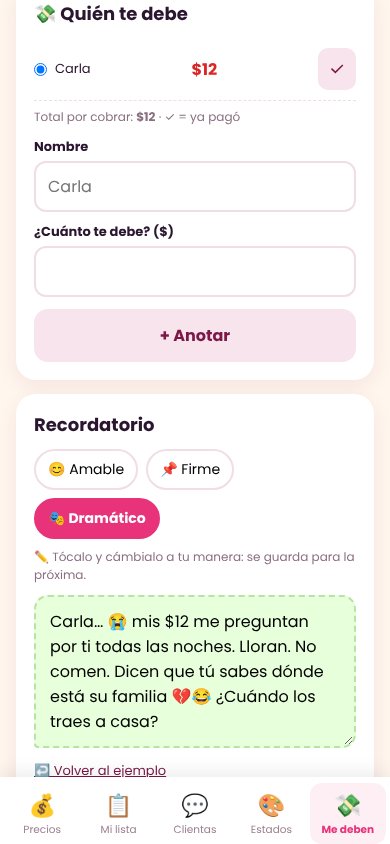 💸 Quién te debe
Carla
$12
✓
Total por cobrar: $12 · ✓ = ya pagó
Nombre
Carla
¿Cuánto te debe? ($)
+ Anotar
Recordatorio
😊 Amable
📌 Firme
🎭 Dramático
✏️ Tócalo y cámbialo a tu manera: se guarda para la
próxima.
Carla... 😭 mis $12 me preguntan
por ti todas las noches. Lloran. No
comen. Dicen que tú sabes dónde
está su familia 💔😂 ¿Cuándo los
traes a casa?
↩️ Volver al ejemplo
💰 Precios
📋 Mi lista
💬 Clientas
🎨 Estados
💸 Me deben